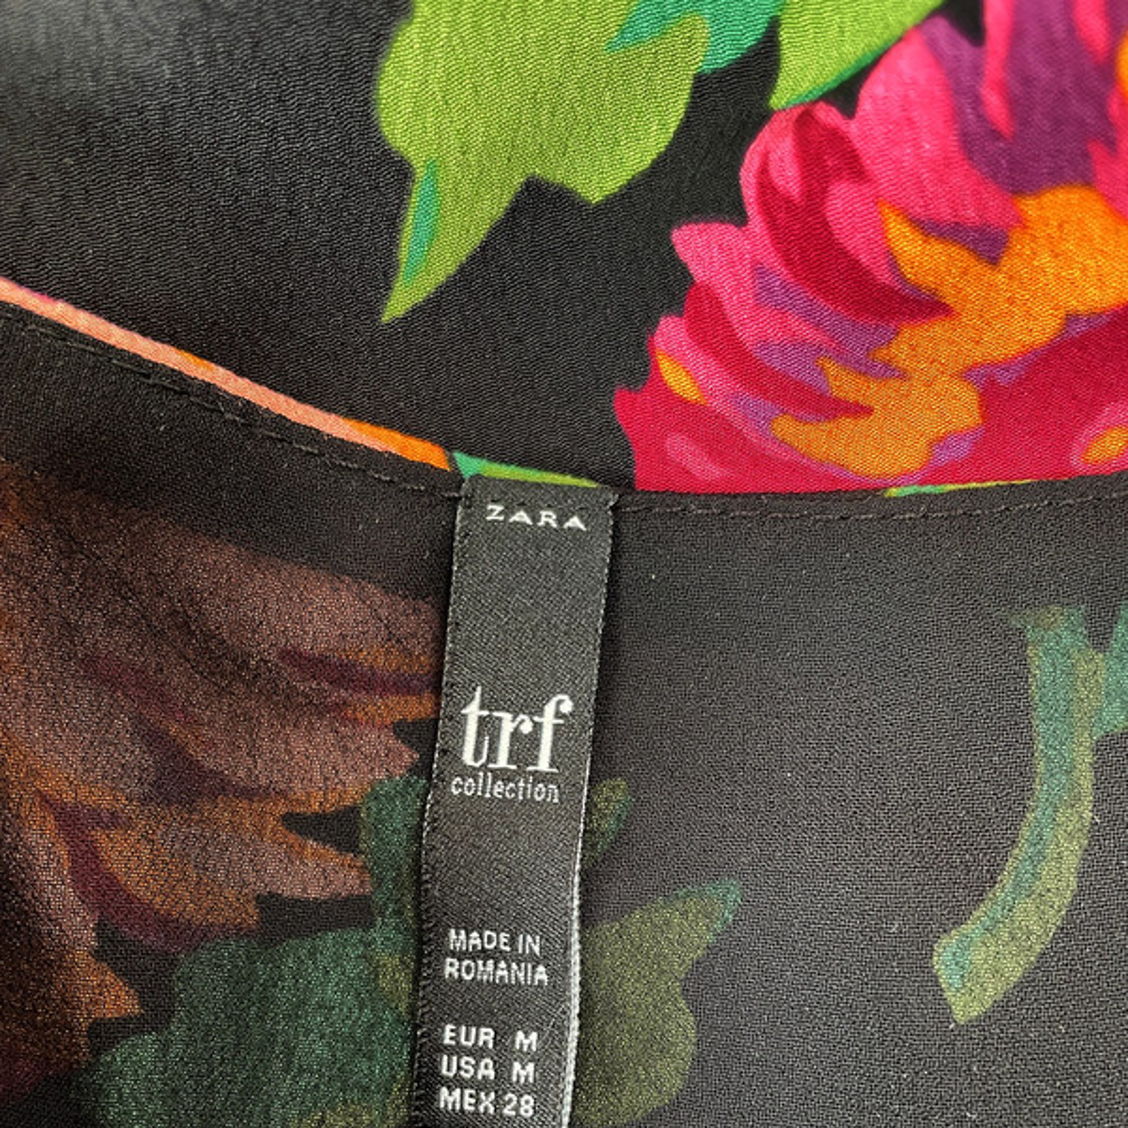 ZARA
trf
collection
MADE IN
ROMANIA
EUR M
USA M
MEX 28